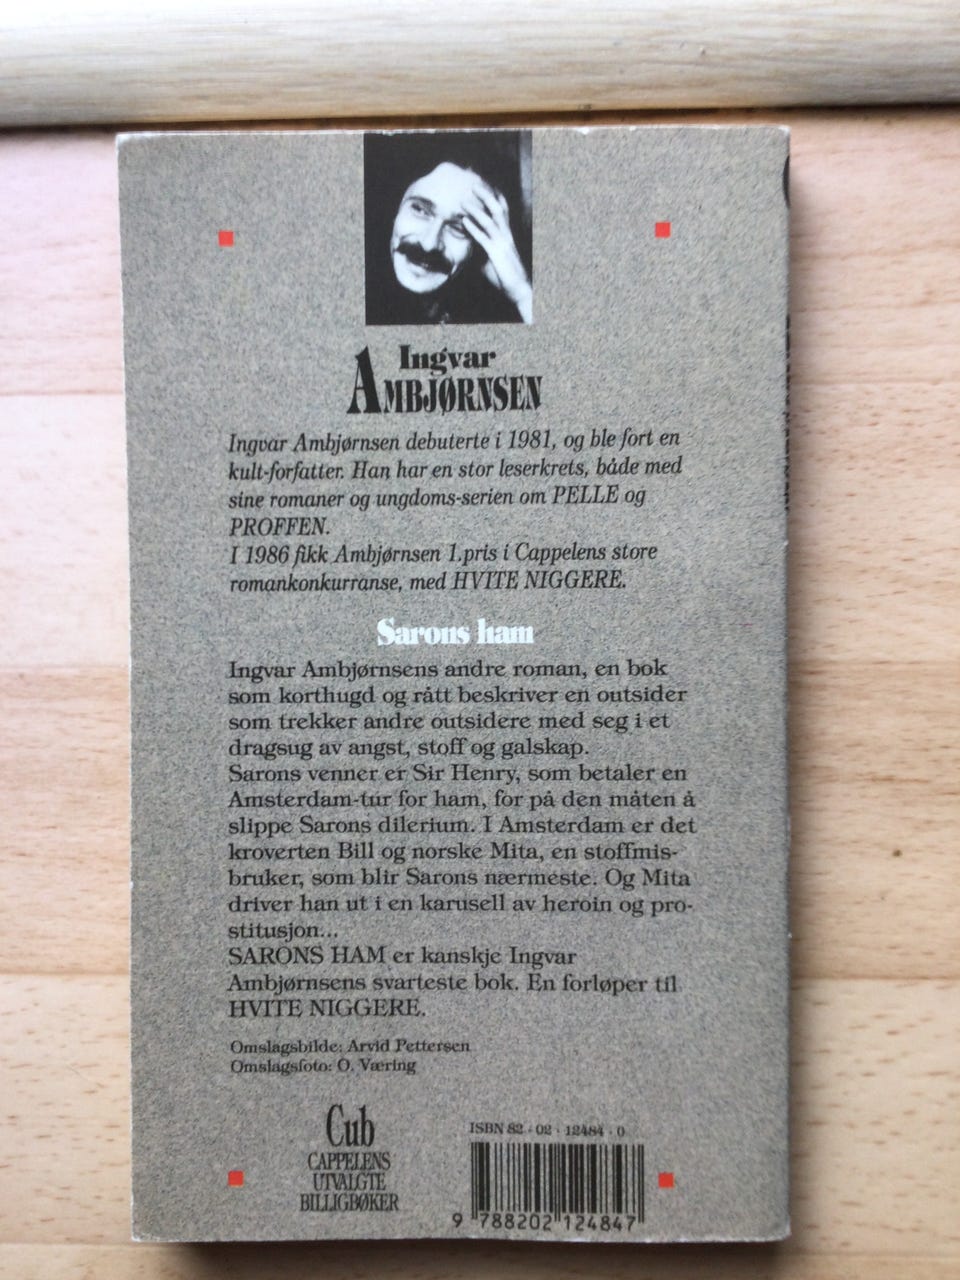 Ingvar
AMBJØRNSEN
Ingvar Ambjørnsen debuterte i 1981, og ble fort en
kult-forfatter. Han har en stor leserkrets, både med
sine romaner og ungdoms-serien om PELLE og
PROFFEN.
I 1986 fikk Ambjørnsen 1.pris i Cappelens store
romankonkurranse, med HVITE NIGGERE.
Sarons ham
Ingvar Ambjørnsens andre roman, en bok
som korthugd og rått beskriver en outsider
som trekker andre outsidere med seg i et
dragsug av angst, stoff og galskap.
Sarons venner er Sir Henry, som betaler en
Amsterdam-tur for ham, for på den måten å
slippe Sarons dilerium. I Amsterdam er det
kroverten Bill og norske Mita, en stoffmis-
bruker, som blir Sarons nærmeste. Og Mita
driver han ut i en karusell av heroin og pro-
stitusjon...
SARONS HAM er kanskje Ingvar
Ambjørnsens svarteste bok. En forløper til
HVITE NIGGERE.
Omslagsbilde: Arvid Pettersen
Omslagsfoto: O. Væring
Cub
CAPPELENS
UTVALGTE
BILLIGBØKER
ISBN 82-02-12484-0
9 788202 124847